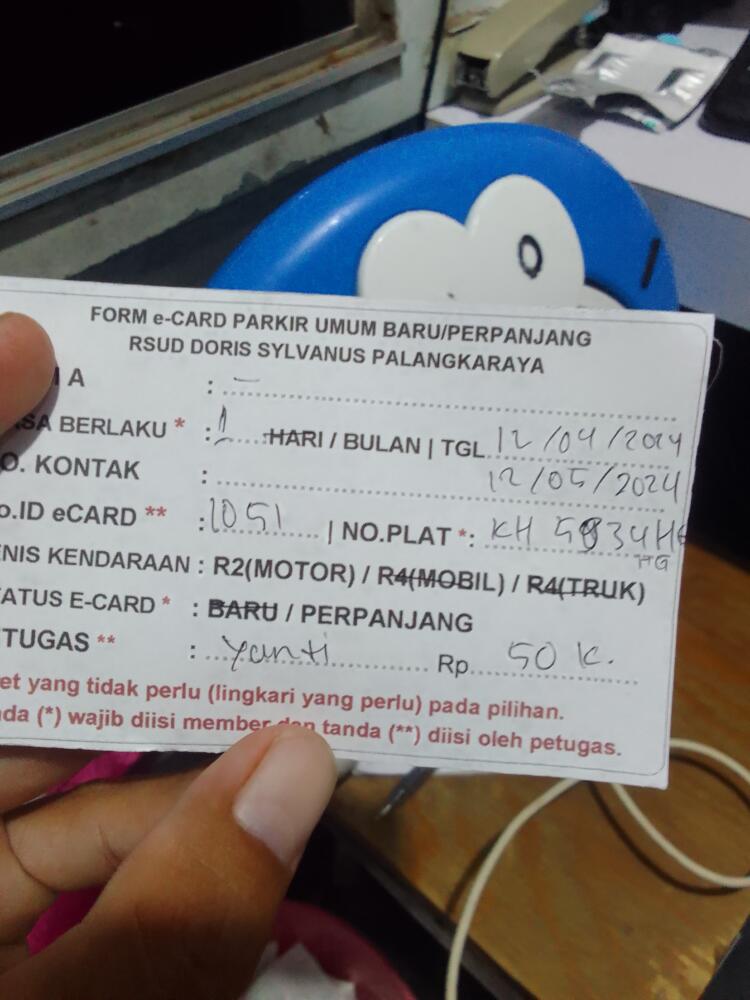 FORM e-CARD PARKIR UMUM BARU/PERPANJANG
RSUD DORIS SYLVANUS PALANGKARAYA
A : -
SA BERLAKU * : 1 HARI / BULAN | TGL 12/04/2024
O. KONTAK : 12/05/2024
o.ID eCARD ** : 1051 | NO.PLAT *: KH
HG
ENIS KENDARAAN : R2(MOTOR) / R4(MOBIL) / R4(TRUK)
ATUS E-CARD * : BARU / PERPANJANG
TUGAS ** : Yanti Rp 50 K.
et yang tidak perlu (lingkari yang perlu) pada pilihan.
da (*) wajib diisi member dan tanda (**) diisi oleh petugas.